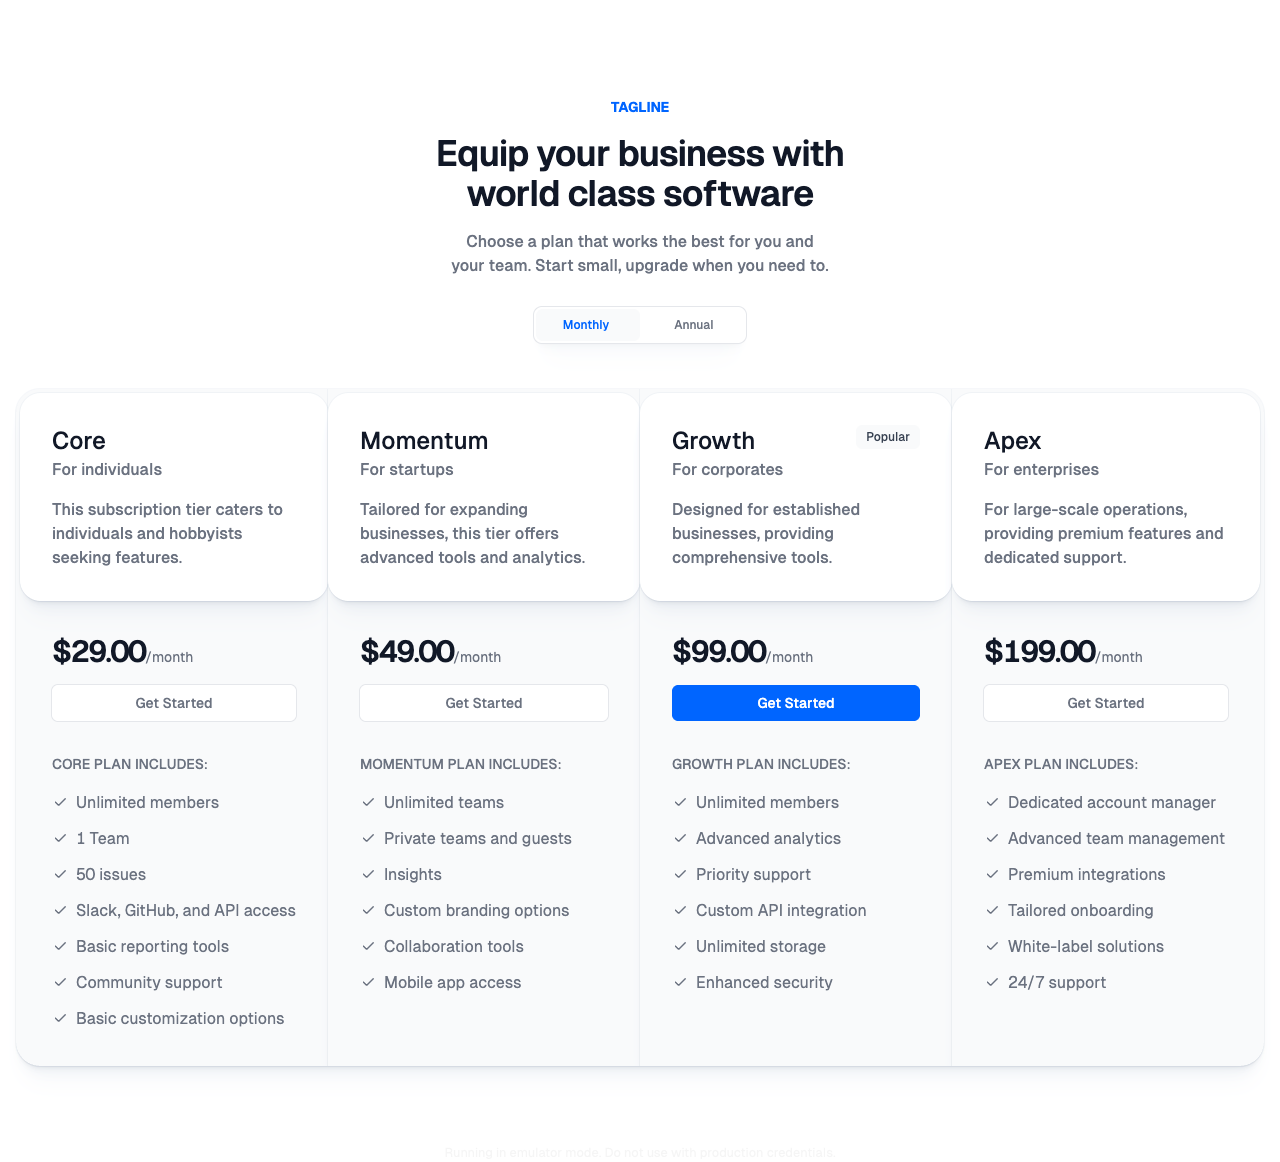 TAGLINE
Equip your business with
world class software
Choose a plan that works the best for you and
your team. Start small, upgrade when you need to.
Monthly
Annual
Core
For individuals
This subscription tier caters to
individuals and hobbyists
seeking features.
$29.00/month
Get Started
CORE PLAN INCLUDES:
Unlimited members
1 Team
50 issues
Slack, GitHub, and API access
Basic reporting tools
Community support
Basic customization options
Momentum
For startups
Tailored for expanding
businesses, this tier offers
advanced tools and analytics.
$49.00/month
Get Started
MOMENTUM PLAN INCLUDES:
Unlimited teams
Private teams and guests
Insights
Custom branding options
Collaboration tools
Mobile app access
Growth
Popular
For corporates
Designed for established
businesses, providing
comprehensive tools.
$99.00/month
Get Started
GROWTH PLAN INCLUDES:
Unlimited members
Advanced analytics
Priority support
Custom API integration
Unlimited storage
Enhanced security
Apex
For enterprises
For large-scale operations,
providing premium features and
dedicated support.
$199.00/month
Get Started
APEX PLAN INCLUDES:
Dedicated account manager
Advanced team management
Premium integrations
Tailored onboarding
White-label solutions
24/7 support
Running in emulator mode. Do not use with production credentials.